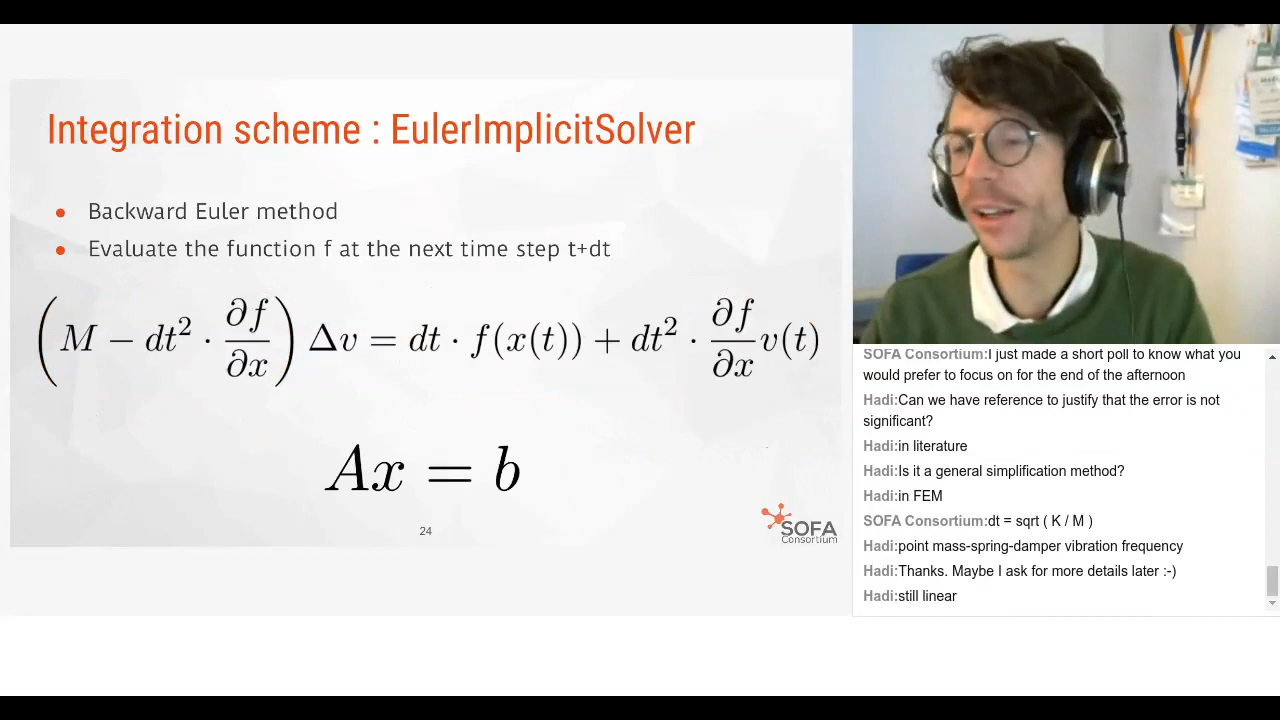 Integration scheme : EulerImplicitSolver
Backward Euler method
Evaluate the function f at the next time step t+dt
(M − dt² · ∂f/∂x) Δv = dt · f(x(t)) + dt² · ∂f/∂x v(t)
Ax = b
24
SOFA
Consortium
SOFA Consortium:I just made a short poll to know what you
would prefer to focus on for the end of the afternoon
Hadi:Can we have reference to justify that the error is not
significant?
Hadi:in literature
Hadi:Is it a general simplification method?
Hadi:in FEM
SOFA Consortium:dt = sqrt ( K / M )
Hadi:point mass-spring-damper vibration frequency
Hadi:Thanks. Maybe I ask for more details later :-)
Hadi:still linear